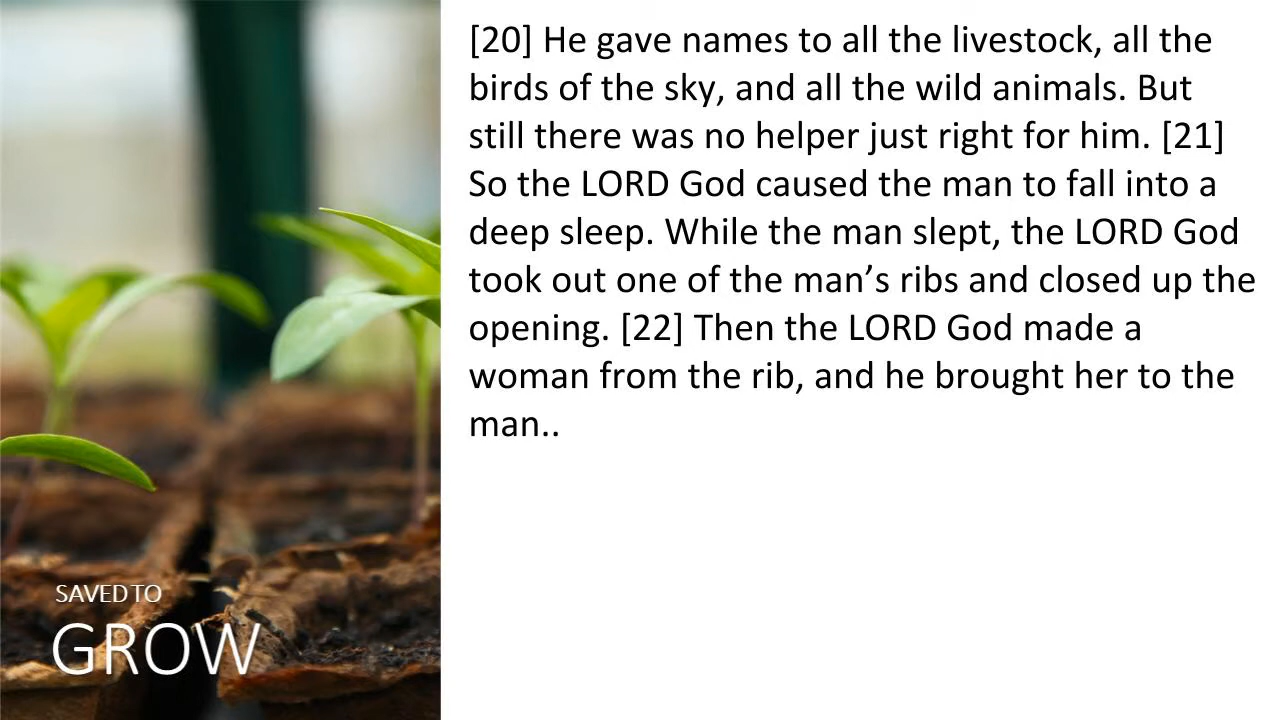 [20] He gave names to all the livestock, all the
birds of the sky, and all the wild animals. But
still there was no helper just right for him. [21]
So the LORD God caused the man to fall into a
deep sleep. While the man slept, the LORD God
took out one of the man’s ribs and closed up the
opening. [22] Then the LORD God made a
woman from the rib, and he brought her to the
man..
SAVED TO
GROW